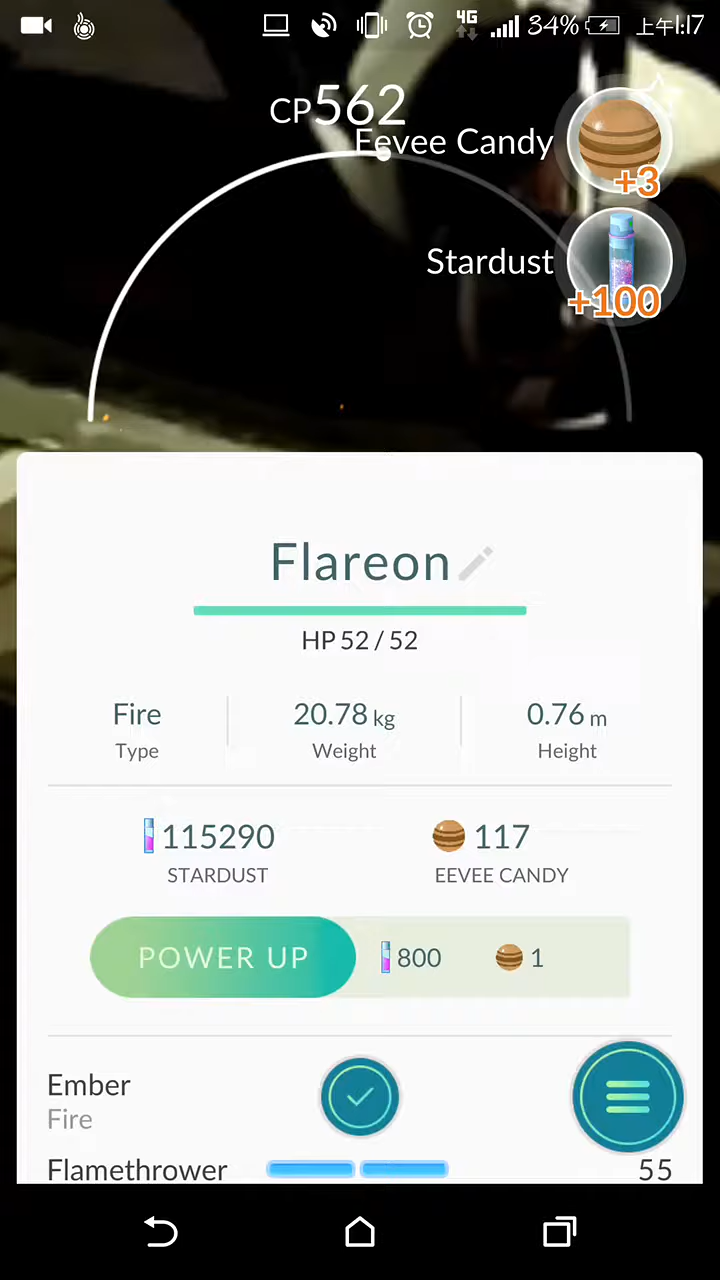 4G 34% 上午1:17
CP562
Eevee Candy
+3
Stardust
+100
Flareon
HP 52 / 52
Fire 20.78 kg 0.76 m
Type Weight Height
115290 117
STARDUST EEVEE CANDY
POWER UP 800 1
Ember
Fire
Flamethrower 55